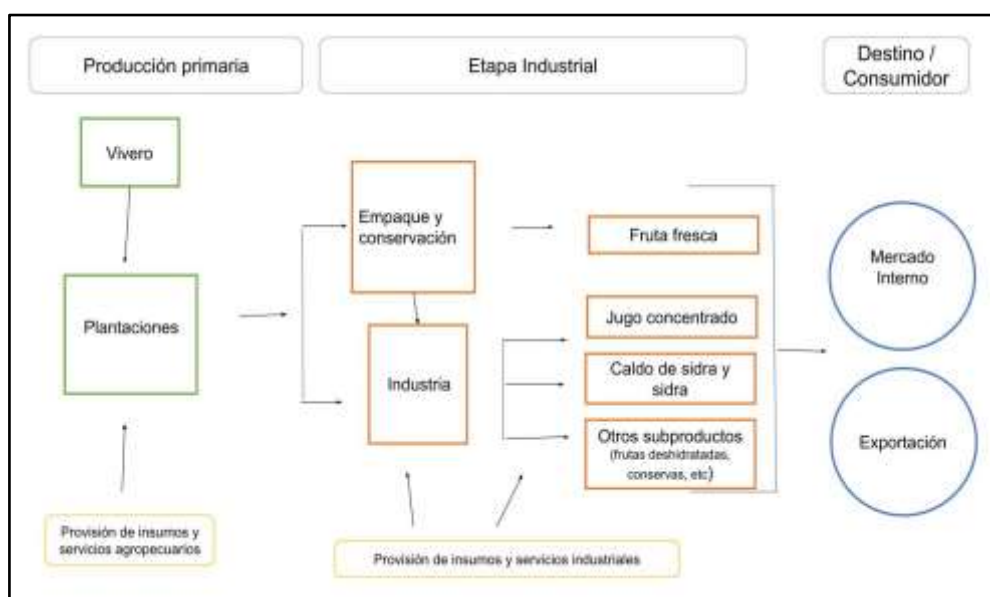 Producción primaria
Etapa Industrial
Destino /
Consumidor
Vivero
Plantaciones
Provisión de insumos y
servicios agropecuarios
Empaque y
conservación
Industria
Provisión de insumos y servicios industriales
Fruta fresca
Jugo concentrado
Caldo de sidra y
sidra
Otros subproductos
(frutas deshidratadas,
conservas, etc)
Mercado
Interno
Exportación